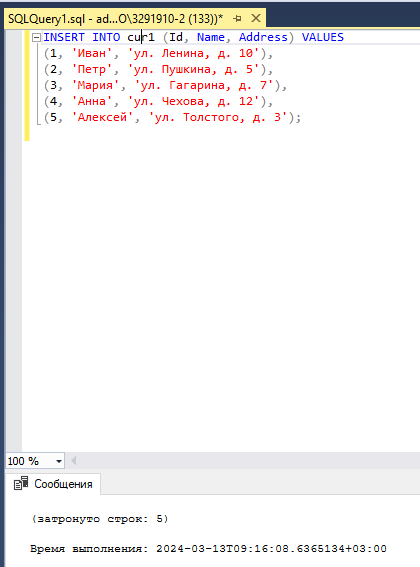 SQLQuery1.sql - ad...O\3291910-2 (133))*
INSERT INTO cur1 (Id, Name, Address) VALUES
(1, 'Иван', 'ул. Ленина, д. 10'),
(2, 'Петр', 'ул. Пушкина, д. 5'),
(3, 'Мария', 'ул. Гагарина, д. 7'),
(4, 'Анна', 'ул. Чехова, д. 12'),
(5, 'Алексей', 'ул. Толстого, д. 3');
100 %
Сообщения
(затронуто строк: 5)
Время выполнения: 2024-03-13T09:16:08.6365134+03:00